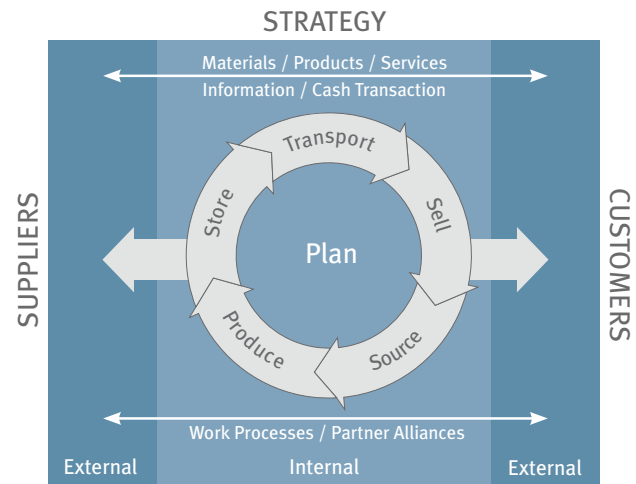 STRATEGY
Materials / Products / Services
Information / Cash Transaction
Transport
Sell
Source
Produce
Store
Plan
SUPPLIERS
CUSTOMERS
Work Processes / Partner Alliances
External
Internal
External